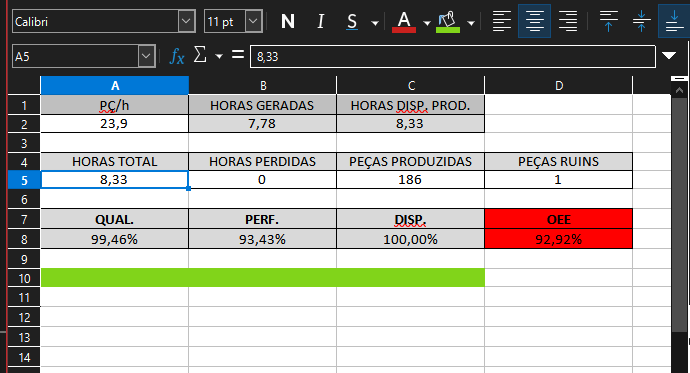 Calibri 11 pt N I S A
A5 fx Σ = 8,33
A B C D
1 PÇ/h HORAS GERADAS HORAS DISP. PROD.
2 23,9 7,78 8,33
3
4 HORAS TOTAL HORAS PERDIDAS PEÇAS PRODUZIDAS PEÇAS RUINS
5 8,33 0 186 1
6
7 QUAL. PERF. DISP. OEE
8 99,46% 93,43% 100,00% 92,92%
9
10
11
12
13
14